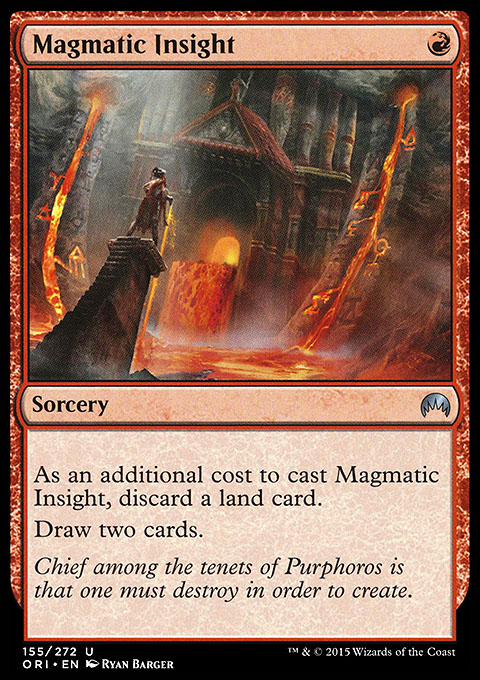 Magmatic Insight
Sorcery
As an additional cost to cast Magmatic
Insight, discard a land card.
Draw two cards.
Chief among the tenets of Purphoros is
that one must destroy in order to create.
155/272 U
ORI • EN Ryan Barger
™ & © 2015 Wizards of the Coast